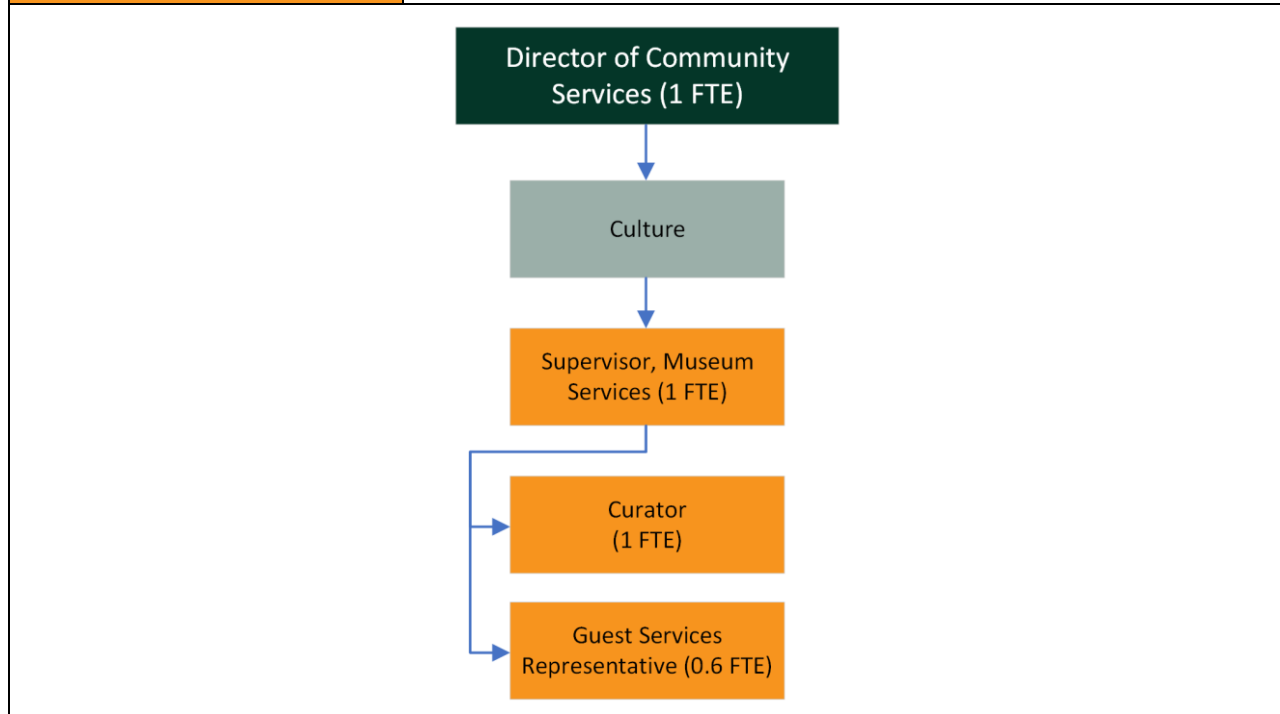 Director of Community
Services (1 FTE)
Culture
Supervisor, Museum
Services (1 FTE)
Curator
(1 FTE)
Guest Services
Representative (0.6 FTE)